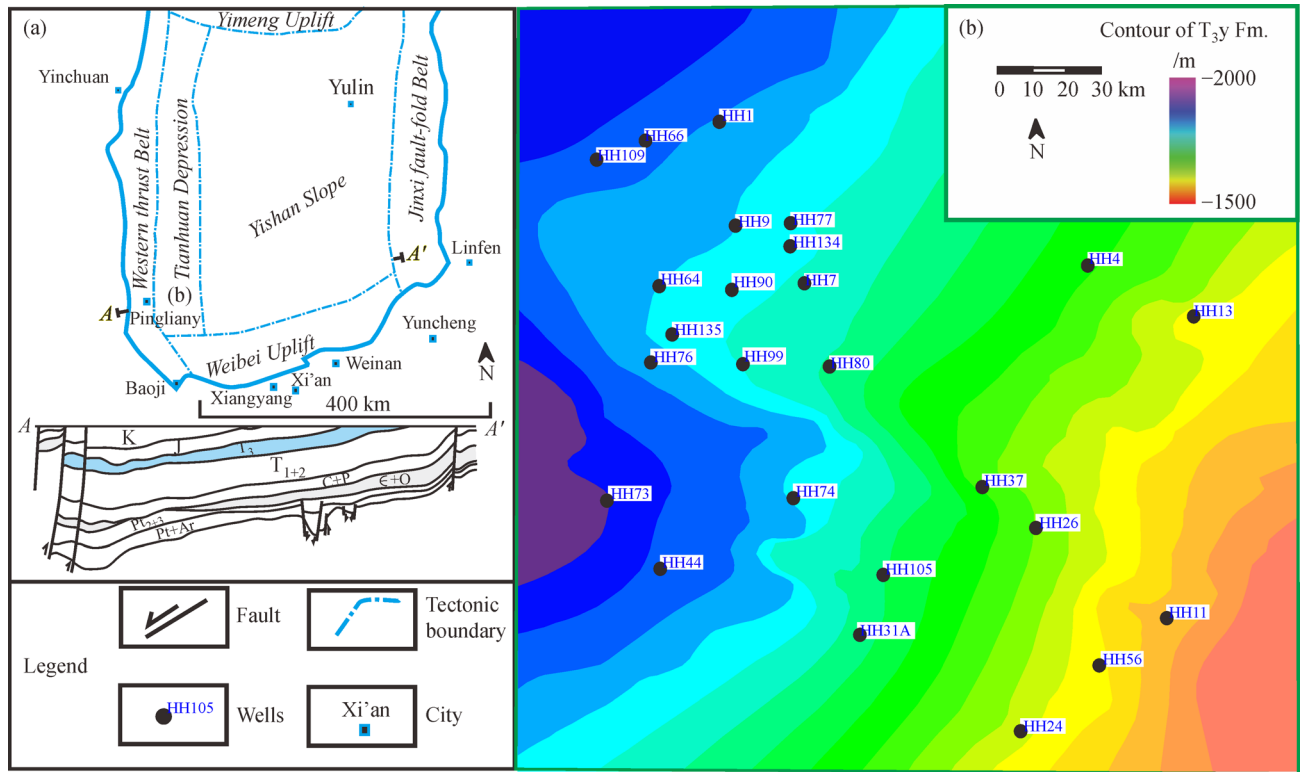 (a)
Yimeng Uplift
Yinchuan
Yulin
Western thrust Belt
Tianhuan Depression
Yishan Slope
Jinxi fault-fold Belt
A'
Linfen
(b)
A
Pingliany
Yuncheng
Weibei Uplift
Weinan
Baoji
Xi'an
Xiangyang
N
400 km
A
A'
K
J
T3
T1+2
C+P
Є+O
Pt2+3
Pt+Ar
Legend
Fault
Tectonic
boundary
HH105
Wells
Xi'an
City
(b)
Contour of T3y Fm.
/m
−2000
−1500
0 10 20 30 km
N
HH1
HH66
HH109
HH9
HH77
HH134
HH4
HH64
HH90
HH7
HH13
HH135
HH76
HH99
HH80
HH73
HH74
HH37
HH26
HH44
HH105
HH11
HH31A
HH56
HH24